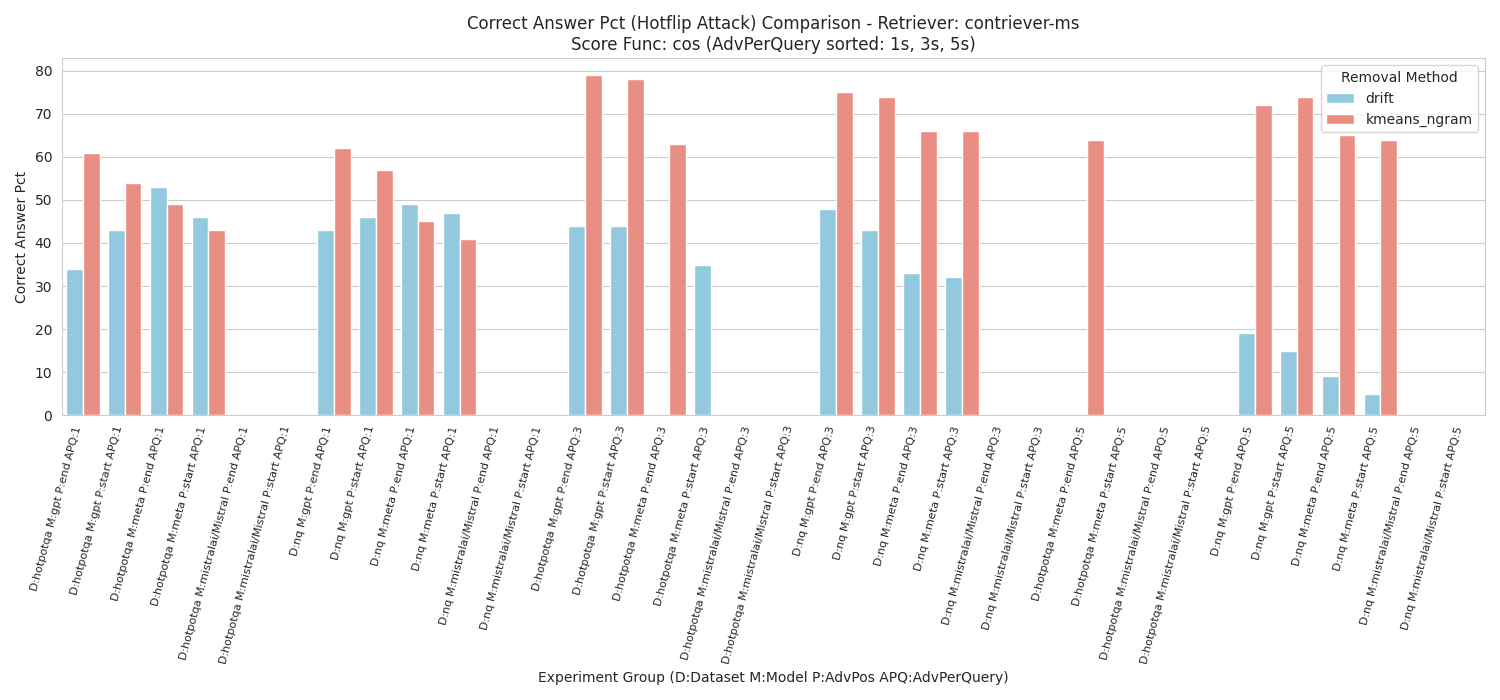 Correct Answer Pct (Hotflip Attack) Comparison - Retriever: contriever-ms
Score Func: cos (AdvPerQuery sorted: 1s, 3s, 5s)
Removal Method
drift
kmeans_ngram
Correct Answer Pct
80
70
60
50
40
30
20
10
0
D:hotpotqa M:gpt P:end APQ:1
D:hotpotqa M:gpt P:start APQ:1
D:hotpotqa M:meta P:end APQ:1
D:hotpotqa M:meta P:start APQ:1
D:hotpotqa M:mistralai/Mistral P:end APQ:1
D:hotpotqa M:mistralai/Mistral P:start APQ:1
D:nq M:gpt P:end APQ:1
D:nq M:gpt P:start APQ:1
D:nq M:meta P:end APQ:1
D:nq M:meta P:start APQ:1
D:nq M:mistralai/Mistral P:end APQ:1
D:nq M:mistralai/Mistral P:start APQ:1
D:hotpotqa M:gpt P:end APQ:3
D:hotpotqa M:gpt P:start APQ:3
D:hotpotqa M:meta P:end APQ:3
D:hotpotqa M:meta P:start APQ:3
D:hotpotqa M:mistralai/Mistral P:end APQ:3
D:hotpotqa M:mistralai/Mistral P:start APQ:3
D:nq M:gpt P:end APQ:3
D:nq M:gpt P:start APQ:3
D:nq M:meta P:end APQ:3
D:nq M:meta P:start APQ:3
D:nq M:mistralai/Mistral P:end APQ:3
D:nq M:mistralai/Mistral P:start APQ:3
D:hotpotqa M:meta P:end APQ:5
D:hotpotqa M:meta P:start APQ:5
D:hotpotqa M:mistralai/Mistral P:end APQ:5
D:hotpotqa M:mistralai/Mistral P:start APQ:5
D:nq M:gpt P:end APQ:5
D:nq M:gpt P:start APQ:5
D:nq M:meta P:end APQ:5
D:nq M:meta P:start APQ:5
D:nq M:mistralai/Mistral P:end APQ:5
D:nq M:mistralai/Mistral P:start APQ:5
Experiment Group (D:Dataset M:Model P:AdvPos APQ:AdvPerQuery)